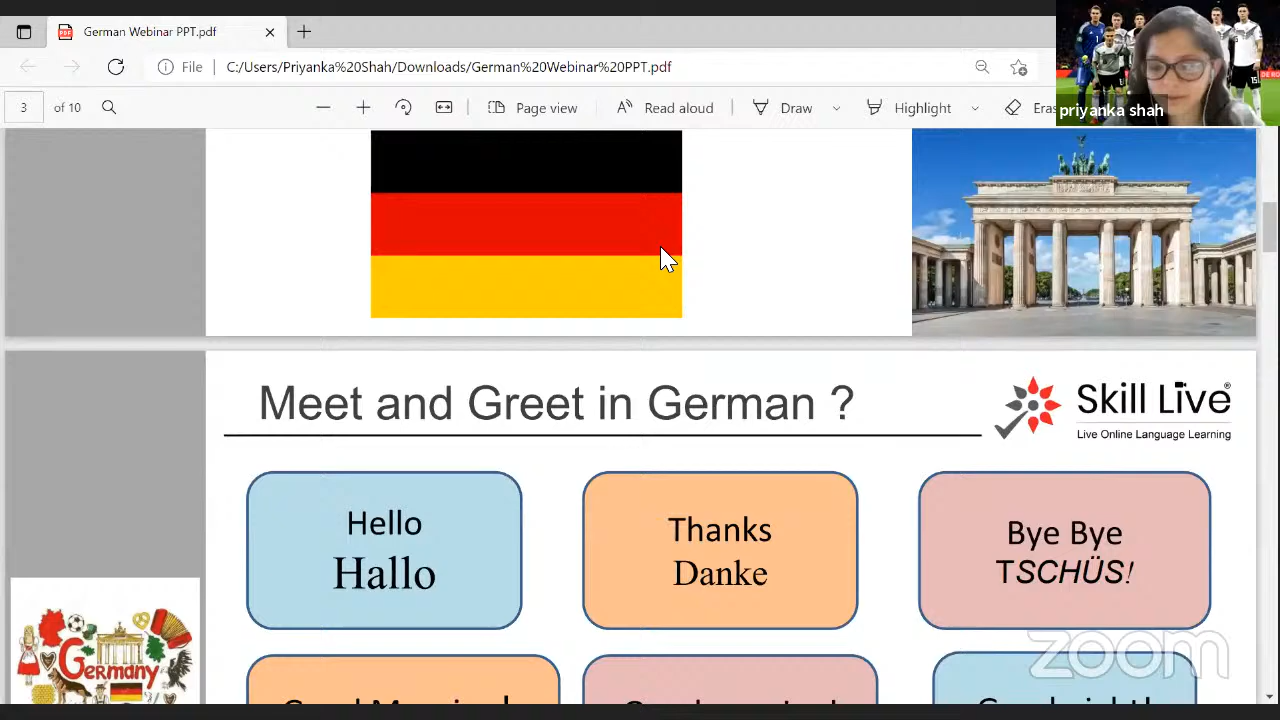 German Webinar PPT.pdf
File C:/Users/Priyanka%20Shah/Downloads/German%20Webinar%20PPT.pdf
3 of 10 Page view Read aloud Draw Highlight
priyanka shah
Meet and Greet in German ?
Skill Live®
Live Online Language Learning
Hello
Hallo
Thanks
Danke
Bye Bye
TSCHÜS!
Germany
zoom